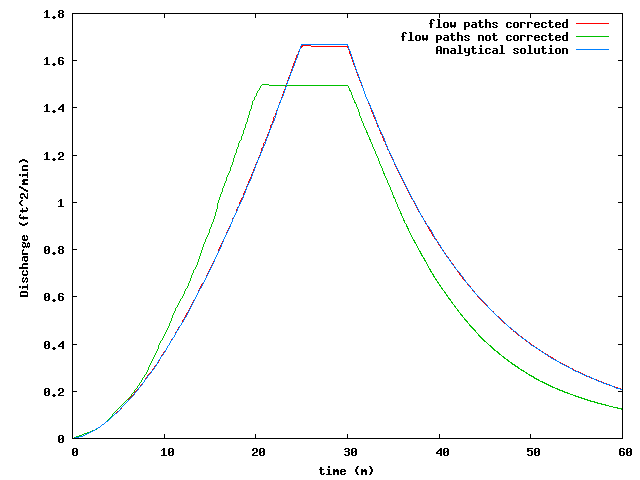 flow paths corrected
flow paths not corrected
Analytical solution
1.8
1.6
1.4
1.2
1
0.8
0.6
0.4
0.2
0
Discharge (ft^2/min)
0 10 20 30 40 50 60
time (m)